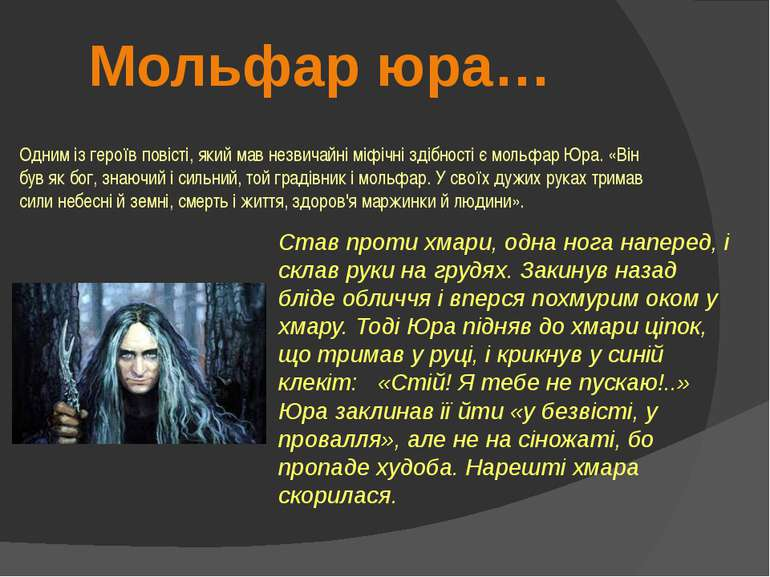 Мольфар юра…
Одним із героїв повісті, який мав незвичайні міфічні здібності є мольфар Юра. «Він
був як бог, знаючий і сильний, той градівник і мольфар. У своїх дужих руках тримав
сили небесні й земні, смерть і життя, здоров'я маржинки й людини».
Став проти хмари, одна нога наперед, і
склав руки на грудях. Закинув назад
бліде обличчя і вперся похмурим оком у
хмару. Тоді Юра підняв до хмари ціпок,
що тримав у руці, і крикнув у синій
клекіт: «Стій! Я тебе не пускаю!..»
Юра заклинав її йти «у безвісті, у
провалля», але не на сіножаті, бо
пропаде худоба. Нарешті хмара
скорилася.